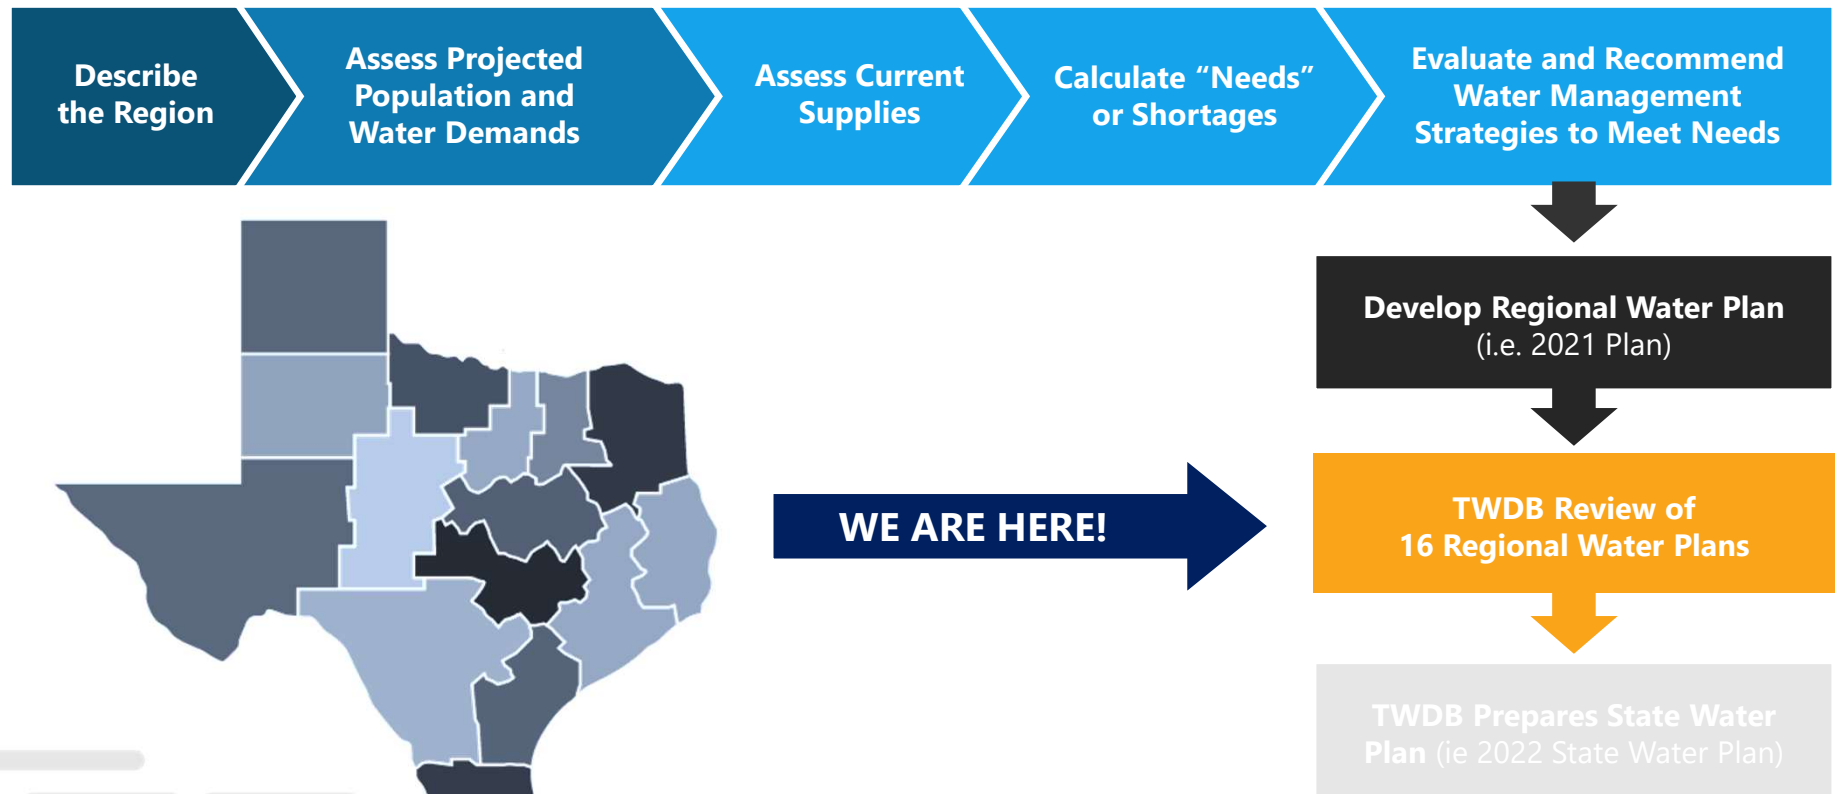 Describe
the Region
Assess Projected
Population and
Water Demands
Assess Current
Supplies
Calculate “Needs”
or Shortages
Evaluate and Recommend
Water Management
Strategies to Meet Needs
Develop Regional Water Plan
(i.e. 2021 Plan)
WE ARE HERE!
TWDB Review of
16 Regional Water Plans
TWDB Prepares State Water
Plan (ie 2022 State Water Plan)